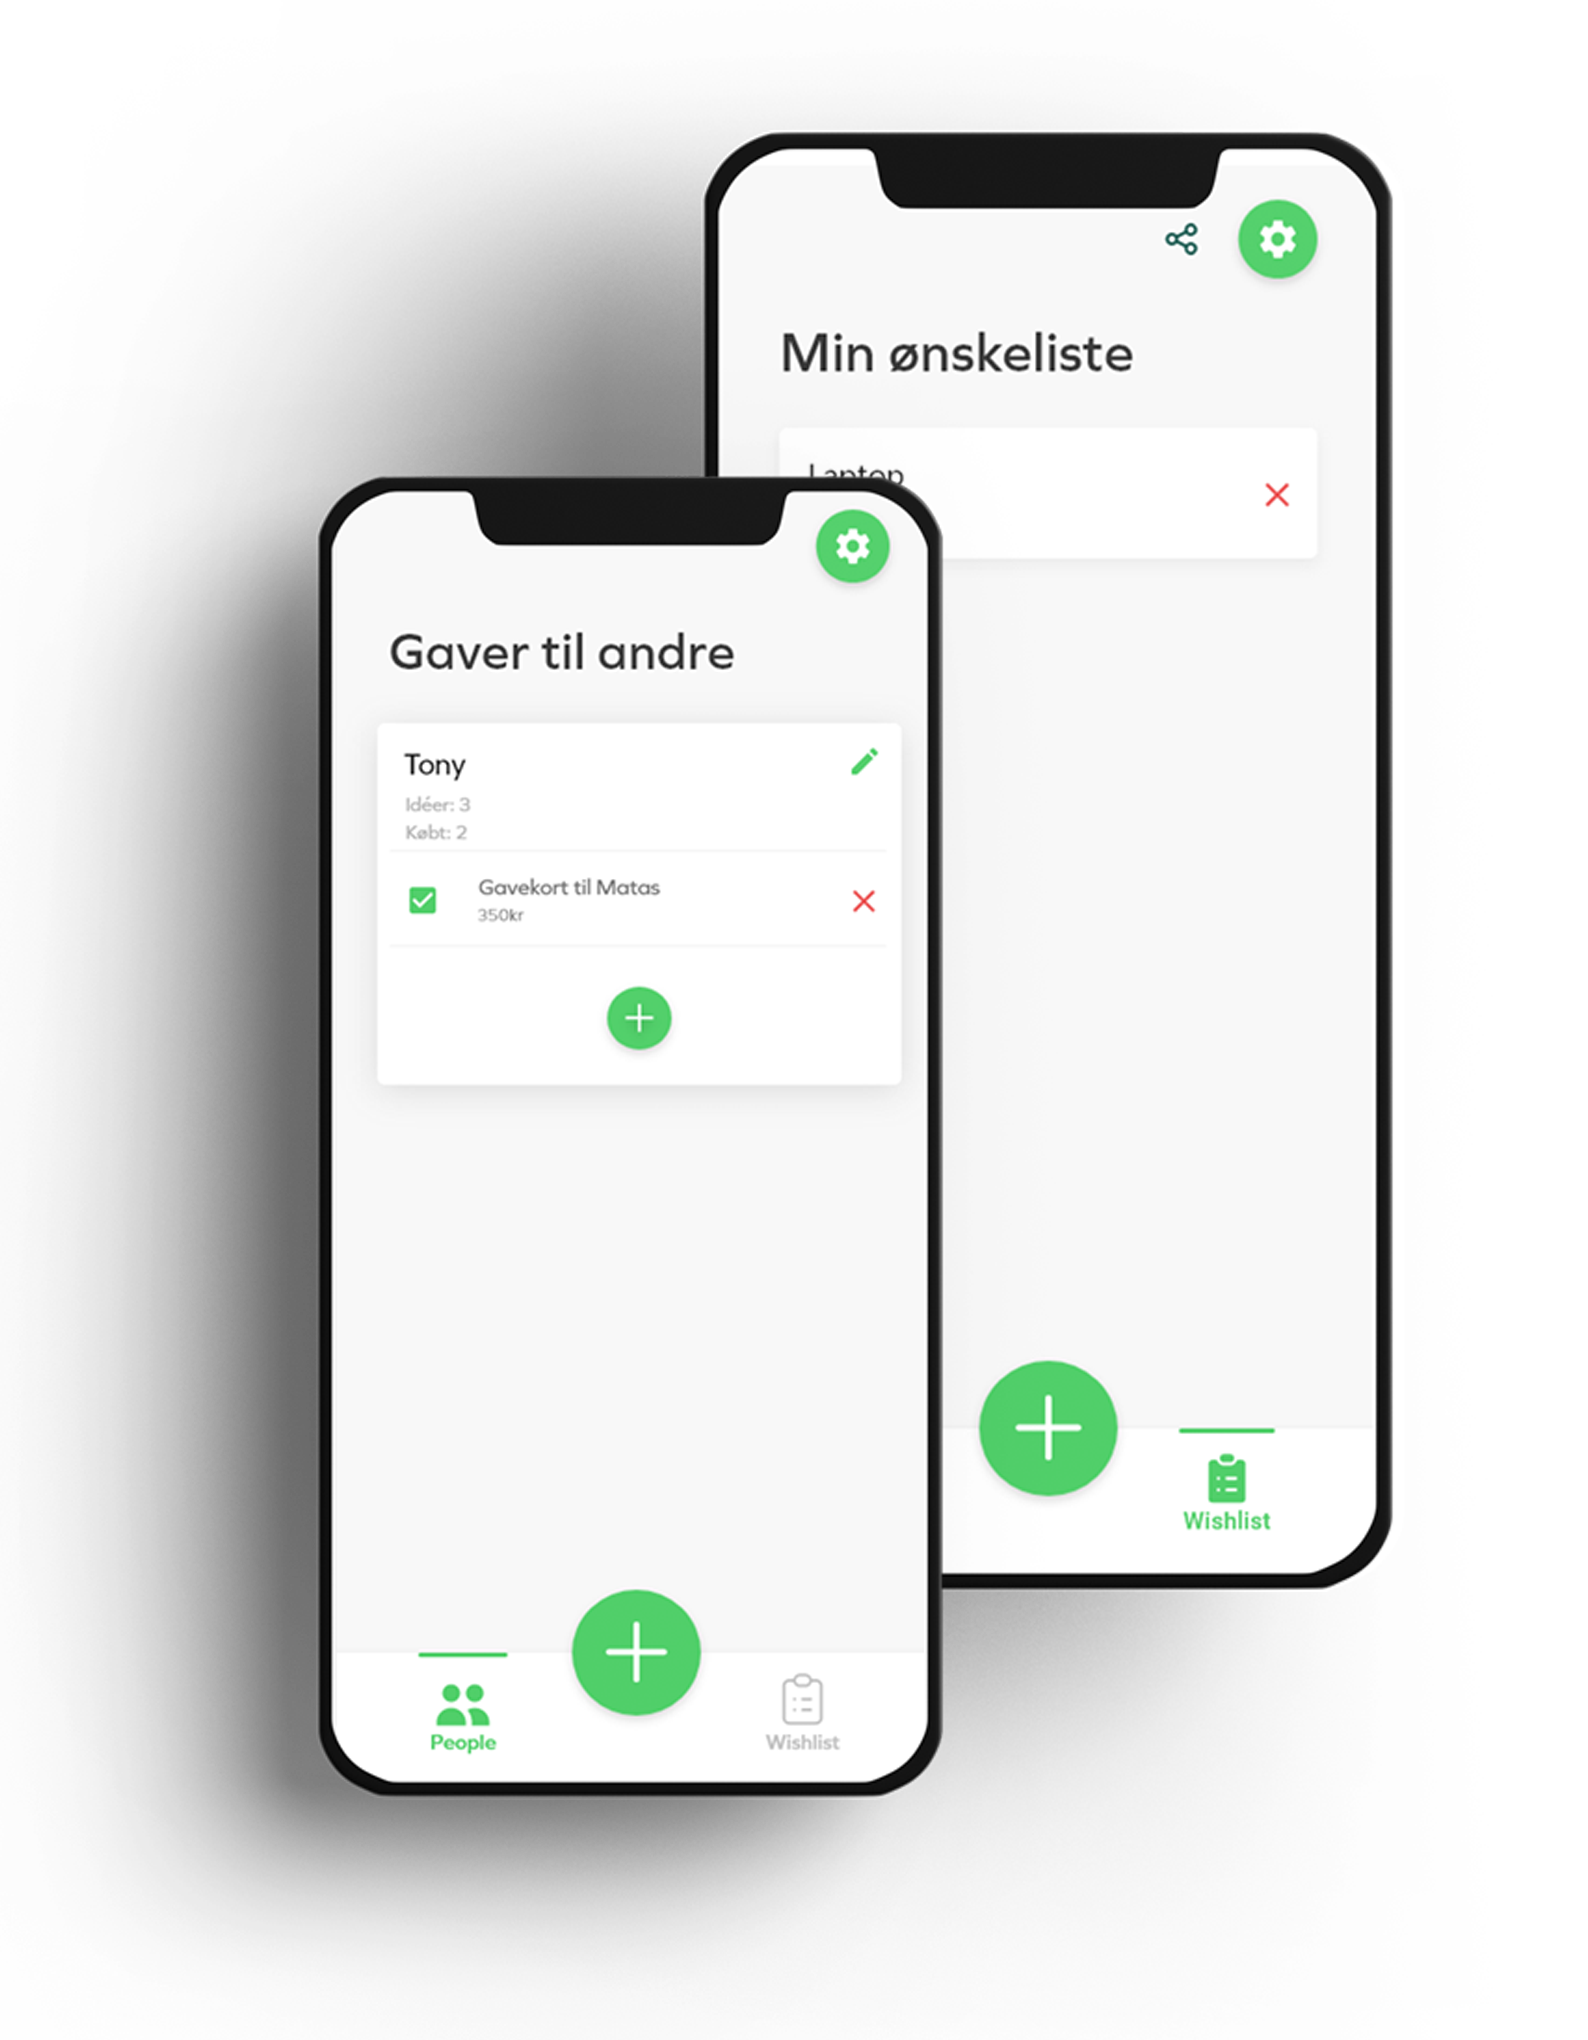 Min ønskeliste
Laptop
Gaver til andre
Tony
Idéer: 3
Købt: 2
Gavekort til Matas
350kr
Wishlist
People
Wishlist